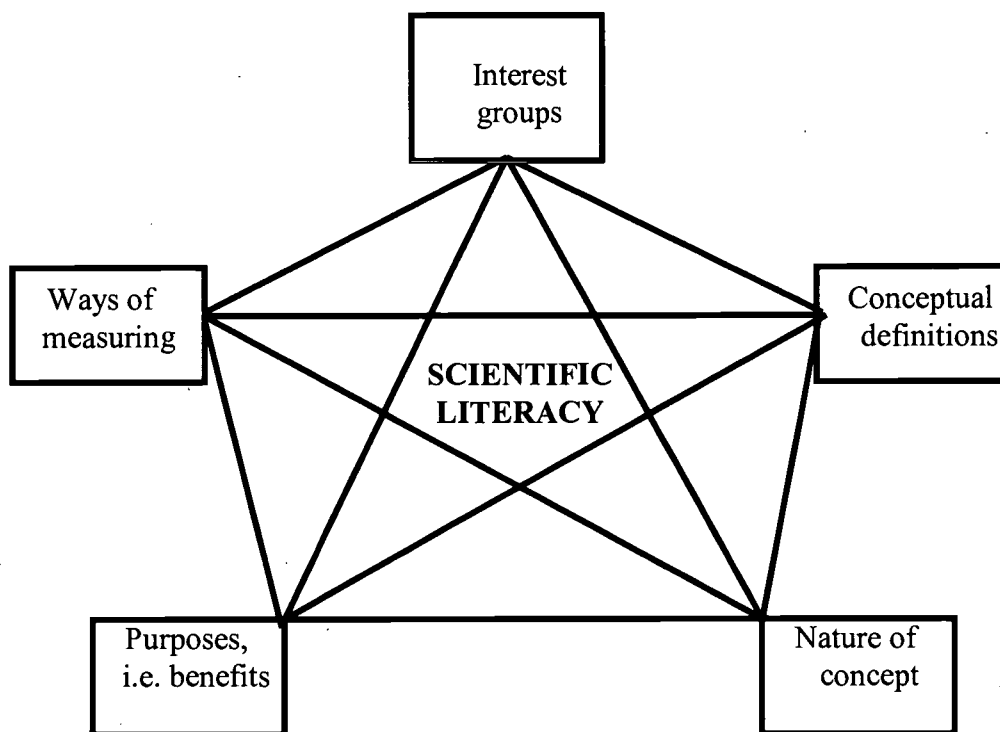 Interest
groups
Ways of
measuring
Conceptual
definitions
SCIENTIFIC
LITERACY
Purposes,
i.e. benefits
Nature of
concept